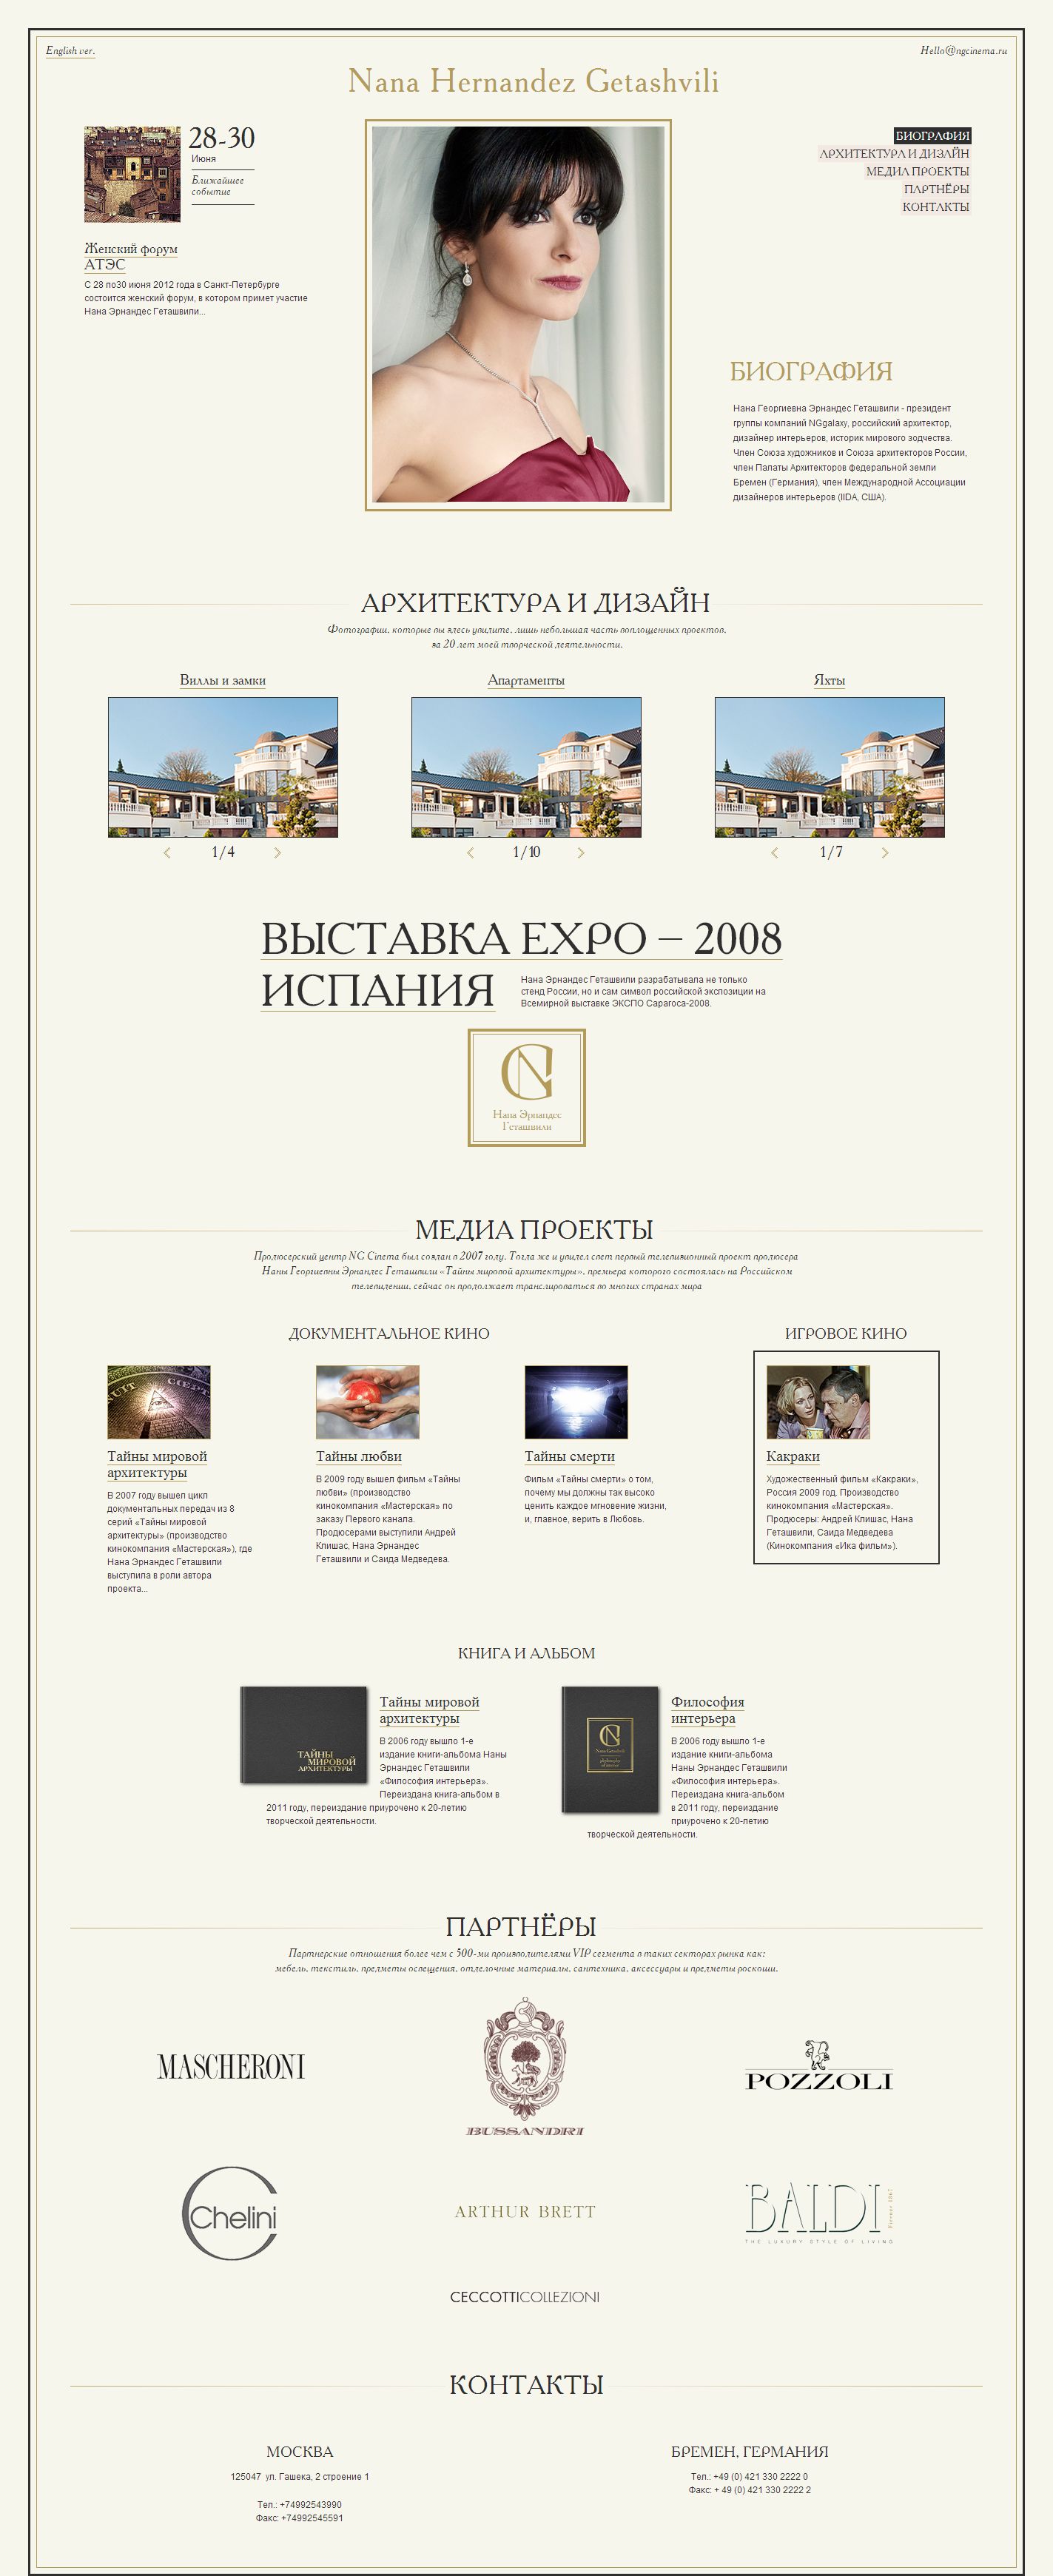 English ver.
Hello@ngcinema.ru
Nana Hernandez Getashvili
28-30
Июня
Ближайшее
событие
Женский форум
АТЭС
С 28 по30 июня 2012 года в Санкт-Петербурге
состоится женский форум, в котором примет участие
Нана Эрнандес Геташвили...
БИОГРАФИЯ
АРХИТЕКТУРА И ДИЗАЙН
МЕДИА ПРОЕКТЫ
ПАРТНЁРЫ
КОНТАКТЫ
БИОГРАФИЯ
Нана Георгиевна Эрнандес Геташвили - президент
группы компаний NGgalaxy, российский архитектор,
дизайнер интерьеров, историк мирового зодчества.
Член Союза художников и Союза архитекторов России,
член Палаты Архитекторов федеральной земли
Бремен (Германия), член Международной Ассоциации
дизайнеров интерьеров (IIDA, США).
АРХИТЕКТУРА И ДИЗАЙН
Фотографии, которые вы здесь увидите, лишь небольшая часть воплощенных проектов,
за 20 лет моей творческой деятельности.
Виллы и замки
Апартаменты
Яхты
1/4
1/10
1/7
ВЫСТАВКА EXPO – 2008
ИСПАНИЯ
Нана Эрнандес Геташвили разрабатывала не только
стенд России, но и сам символ российской экспозиции на
Всемирной выставке ЭКСПО Сарагоса-2008.
Нана Эрнандес
Геташвили
МЕДИА ПРОЕКТЫ
Продюсерский центр NG Cinema был создан в 2007 году. Тогда же и увидел свет первый телевизионный проект продюсера
Наны Георгиевны Эрнандес Геташвили «Тайны мировой архитектуры», премьера которого состоялась на Российском
телевидении, сейчас он продолжает транслироваться во многих странах мира
ДОКУМЕНТАЛЬНОЕ КИНО
ИГРОВОЕ КИНО
Тайны мировой
архитектуры
В 2007 году вышел цикл
документальных передач из 8
серий «Тайны мировой
архитектуры» (производство
кинокомпания «Мастерская»), где
Нана Эрнандес Геташвили
выступила в роли автора
проекта...
Тайны любви
В 2009 году вышел фильм «Тайны
любви» (производство
кинокомпания «Мастерская» по
заказу Первого канала.
Продюсерами выступили Андрей
Клишас, Нана Эрнандес
Геташвили и Саида Медведева.
Тайны смерти
Фильм «Тайны смерти» о том,
почему мы должны так высоко
ценить каждое мгновение жизни,
и, главное, верить в Любовь.
Какраки
Художественный фильм «Какраки»,
Россия 2009 год. Производство
кинокомпания «Мастерская».
Продюсеры: Андрей Клишас, Нана
Геташвили, Саида Медведева
(Кинокомпания «Ика фильм»).
КНИГА И АЛЬБОМ
ТАЙНЫ
МИРОВОЙ
АРХИТЕКТУРЫ
Тайны мировой
архитектуры
В 2006 году вышло 1-е
издание книги-альбома Наны
Эрнандес Геташвили
«Философия интерьера».
Переиздана книга-альбом в
2011 году, переиздание приурочено к 20-летию
творческой деятельности.
Философия
интерьера
В 2006 году вышло 1-е
издание книги-альбома
Наны Эрнандес Геташвили
«Философия интерьера».
Переиздана книга-альбом
в 2011 году, переиздание
приурочено к 20-летию
творческой деятельности.
ПАРТНЁРЫ
Партнерские отношения более чем с 500-ми производителями VIP сегмента в таких секторах рынка как:
мебель, текстиль, предметы освещения, отделочные материалы, сантехника, аксессуары и предметы роскоши.
MASCHERONI
BUSSANDRI
POZZOLI
Chelini
ARTHUR BRETT
BALDI
THE LUXURY STYLE OF LIVING
CECCOTTICOLLEZIONI
КОНТАКТЫ
МОСКВА
125047 ул. Гашека, 2 строение 1
Тел.: +74992543990
Факс: +74992545591
БРЕМЕН, ГЕРМАНИЯ
Тел.: +49 (0) 421 330 2222 0
Факс: + 49 (0) 421 330 2222 2